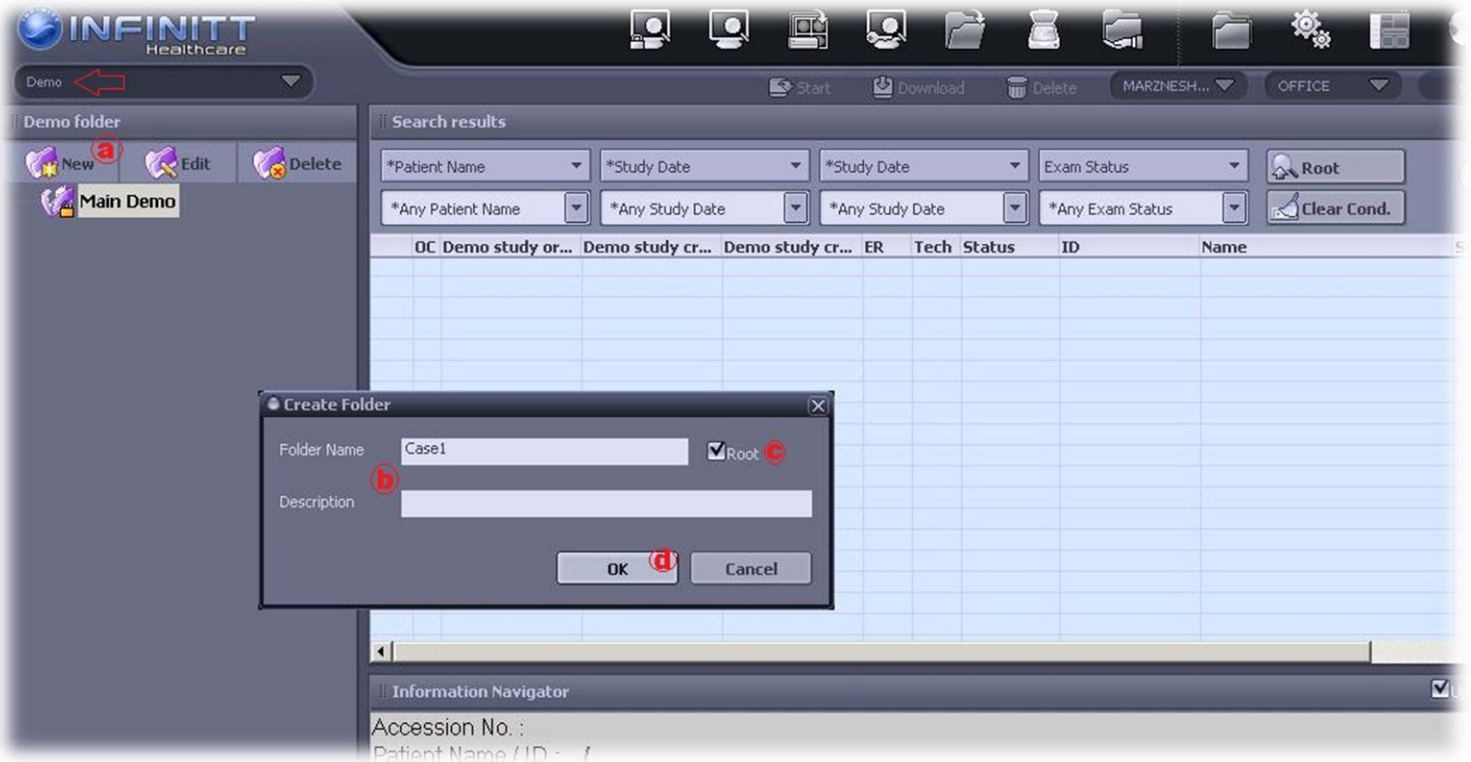 INFINITT
Healthcare
Demo
Start Download Delete MARZNESH... OFFICE
Demo folder
a
New Edit Delete
Main Demo
Search results
*Patient Name *Study Date *Study Date Exam Status Root
*Any Patient Name *Any Study Date *Any Study Date *Any Exam Status Clear Cond.
OC Demo study or... Demo study cr... Demo study cr... ER Tech Status ID Name S
Create Folder
Folder Name Case1 Root c
b
Description
OK d Cancel
Information Navigator
Accession No. :
Patient Name / ID : /